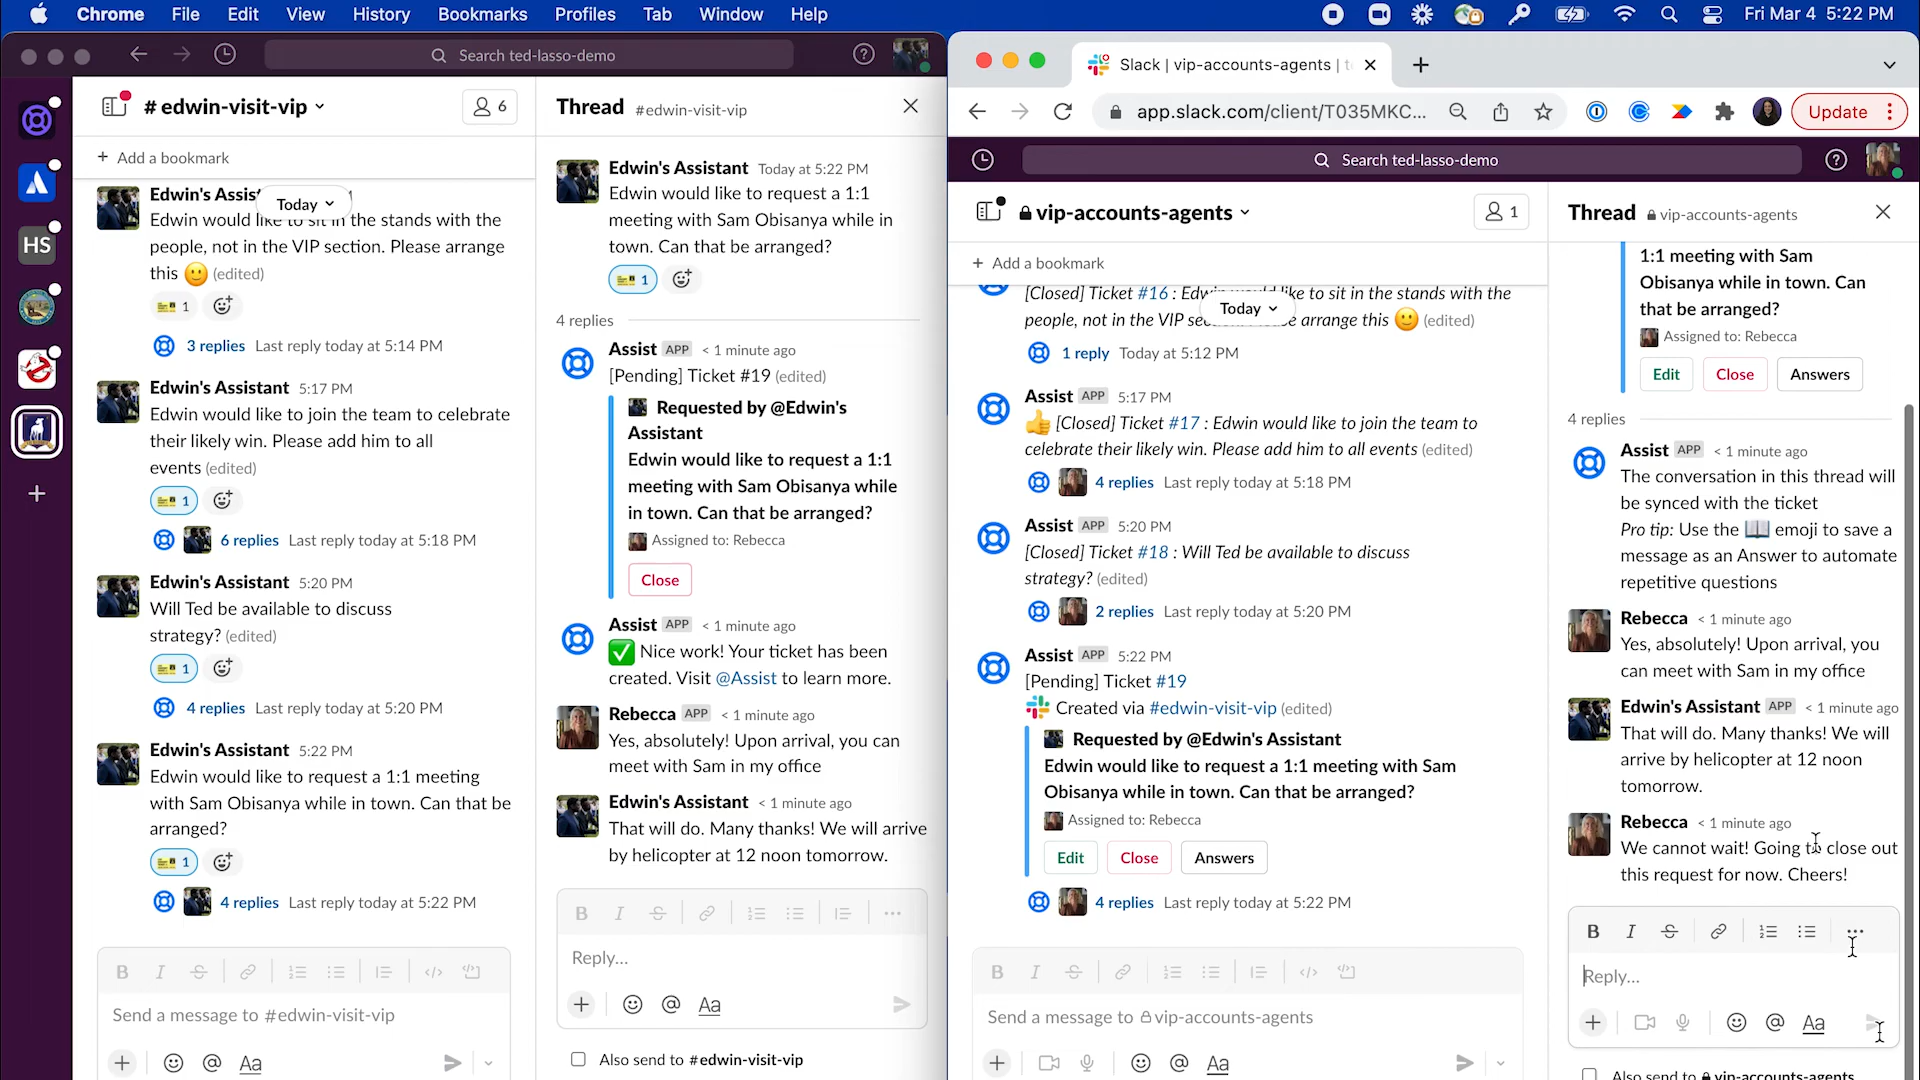 Chrome File Edit View History Bookmarks Profiles Tab Window Help
Fri Mar 4 5:22 PM
Search ted-lasso-demo
HS
# edwin-visit-vip
6
+ Add a bookmark
Today
Edwin would like to sit in the stands with the
people, not in the VIP section. Please arrange
this 🙂 (edited)
1
3 replies Last reply today at 5:14 PM
Edwin's Assistant 5:17 PM
Edwin would like to join the team to celebrate
their likely win. Please add him to all
events (edited)
1
6 replies Last reply today at 5:18 PM
Edwin's Assistant 5:20 PM
Will Ted be available to discuss
strategy? (edited)
1
4 replies Last reply today at 5:20 PM
Edwin's Assistant 5:22 PM
Edwin would like to request a 1:1 meeting
with Sam Obisanya while in town. Can that be
arranged?
1
4 replies Last reply today at 5:22 PM
B I S
Send a message to #edwin-visit-vip
+ @ Aa
Thread #edwin-visit-vip
Edwin's Assistant Today at 5:22 PM
Edwin would like to request a 1:1
meeting with Sam Obisanya while in
town. Can that be arranged?
1
4 replies
Assist APP < 1 minute ago
[Pending] Ticket #19 (edited)
Requested by @Edwin's
Assistant
Edwin would like to request a 1:1
meeting with Sam Obisanya while
in town. Can that be arranged?
Assigned to: Rebecca
Close
Assist APP < 1 minute ago
✅ Nice work! Your ticket has been
created. Visit @Assist to learn more.
Rebecca APP < 1 minute ago
Yes, absolutely! Upon arrival, you can
meet with Sam in my office
Edwin's Assistant < 1 minute ago
That will do. Many thanks! We will arrive
by helicopter at 12 noon tomorrow.
B I S
Reply...
+ @ Aa
Also send to #edwin-visit-vip
Slack | vip-accounts-agents |
app.slack.com/client/T035MKC...
Update
Search ted-lasso-demo
vip-accounts-agents
1
+ Add a bookmark
Today
[Closed] Ticket #16 : Edwin would like to sit in the stands with the
people, not in the VIP arrange this 🙂 (edited)
1 reply Today at 5:12 PM
Assist APP 5:17 PM
👍 [Closed] Ticket #17 : Edwin would like to join the team to
celebrate their likely win. Please add him to all events (edited)
4 replies Last reply today at 5:18 PM
Assist APP 5:20 PM
[Closed] Ticket #18 : Will Ted be available to discuss
strategy? (edited)
2 replies Last reply today at 5:20 PM
Assist APP 5:22 PM
[Pending] Ticket #19
Created via #edwin-visit-vip (edited)
Requested by @Edwin's Assistant
Edwin would like to request a 1:1 meeting with Sam
Obisanya while in town. Can that be arranged?
Assigned to: Rebecca
Edit Close Answers
4 replies Last reply today at 5:22 PM
B I S
Send a message to vip-accounts-agents
+ @ Aa
Thread vip-accounts-agents
1:1 meeting with Sam
Obisanya while in town. Can
that be arranged?
Assigned to: Rebecca
Edit Close Answers
4 replies
Assist APP < 1 minute ago
The conversation in this thread will
be synced with the ticket
Pro tip: Use the 📖 emoji to save a
message as an Answer to automate
repetitive questions
Rebecca < 1 minute ago
Yes, absolutely! Upon arrival, you
can meet with Sam in my office
Edwin's Assistant APP < 1 minute ago
That will do. Many thanks! We will
arrive by helicopter at 12 noon
tomorrow.
Rebecca < 1 minute ago
We cannot wait! Going to close out
this request for now. Cheers!
B I S
Reply...
+ @ Aa
Also send to vip-accounts-agents